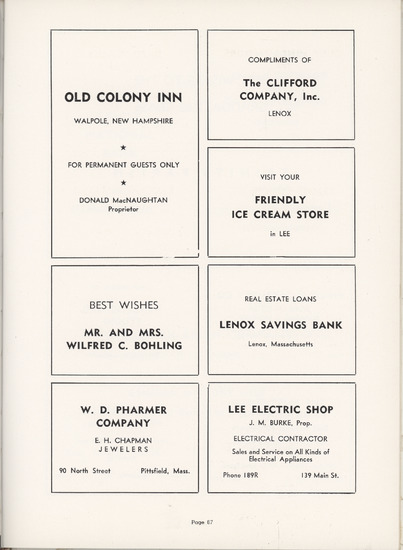 OLD COLONY INN
WALPOLE, NEW HAMPSHIRE
★
FOR PERMANENT GUESTS ONLY
★
DONALD MacNAUGHTAN
Proprietor
COMPLIMENTS OF
The CLIFFORD
COMPANY, Inc.
LENOX
VISIT YOUR
FRIENDLY
ICE CREAM STORE
in LEE
BEST WISHES
MR. AND MRS.
WILFRED C. BOHLING
REAL ESTATE LOANS
LENOX SAVINGS BANK
Lenox, Massachusetts
W. D. PHARMER
COMPANY
E. H. CHAPMAN
JEWELERS
90 North Street Pittsfield, Mass.
LEE ELECTRIC SHOP
J. M. BURKE, Prop.
ELECTRICAL CONTRACTOR
Sales and Service on All Kinds of
Electrical Appliances
Phone 189R 139 Main St.
Page 67